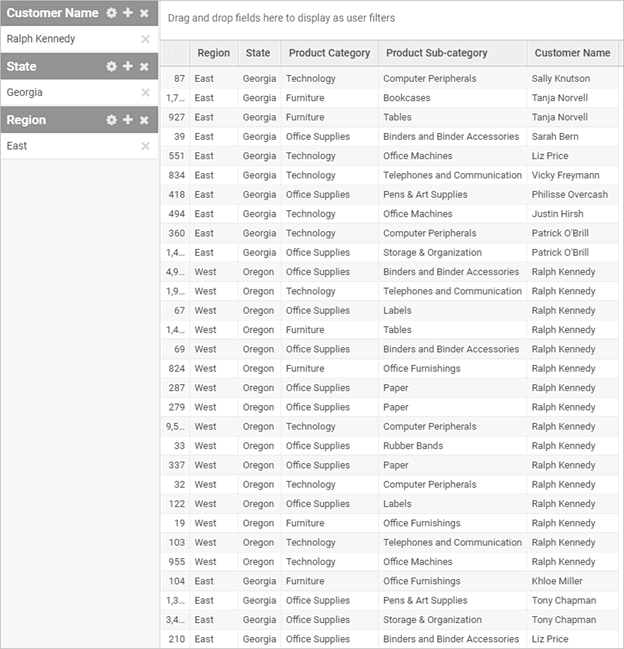 Customer Name
Ralph Kennedy
State
Georgia
Region
East
Drag and drop fields here to display as user filters
Region State Product Category Product Sub-category Customer Name
87 East Georgia Technology Computer Peripherals Sally Knutson
1,7... East Georgia Furniture Bookcases Tanja Norvell
927 East Georgia Furniture Tables Tanja Norvell
39 East Georgia Office Supplies Binders and Binder Accessories Sarah Bern
551 East Georgia Technology Office Machines Liz Price
834 East Georgia Technology Telephones and Communication Vicky Freymann
418 East Georgia Office Supplies Pens & Art Supplies Philisse Overcash
494 East Georgia Technology Office Machines Justin Hirsh
360 East Georgia Technology Computer Peripherals Patrick O'Brill
1,4... East Georgia Office Supplies Storage & Organization Patrick O'Brill
4,9... West Oregon Office Supplies Binders and Binder Accessories Ralph Kennedy
1,9... West Oregon Technology Telephones and Communication Ralph Kennedy
67 West Oregon Office Supplies Labels Ralph Kennedy
1,4... West Oregon Furniture Tables Ralph Kennedy
69 West Oregon Office Supplies Binders and Binder Accessories Ralph Kennedy
824 West Oregon Furniture Office Furnishings Ralph Kennedy
287 West Oregon Office Supplies Paper Ralph Kennedy
279 West Oregon Office Supplies Paper Ralph Kennedy
9,5... West Oregon Technology Computer Peripherals Ralph Kennedy
33 West Oregon Office Supplies Rubber Bands Ralph Kennedy
337 West Oregon Office Supplies Paper Ralph Kennedy
32 West Oregon Technology Computer Peripherals Ralph Kennedy
122 West Oregon Office Supplies Labels Ralph Kennedy
19 West Oregon Furniture Office Furnishings Ralph Kennedy
103 West Oregon Technology Telephones and Communication Ralph Kennedy
955 West Oregon Technology Office Machines Ralph Kennedy
104 East Georgia Furniture Office Furnishings Khloe Miller
1,3... East Georgia Office Supplies Pens & Art Supplies Tony Chapman
3,4... East Georgia Office Supplies Storage & Organization Tony Chapman
210 East Georgia Office Supplies Binders and Binder Accessories Liz Price